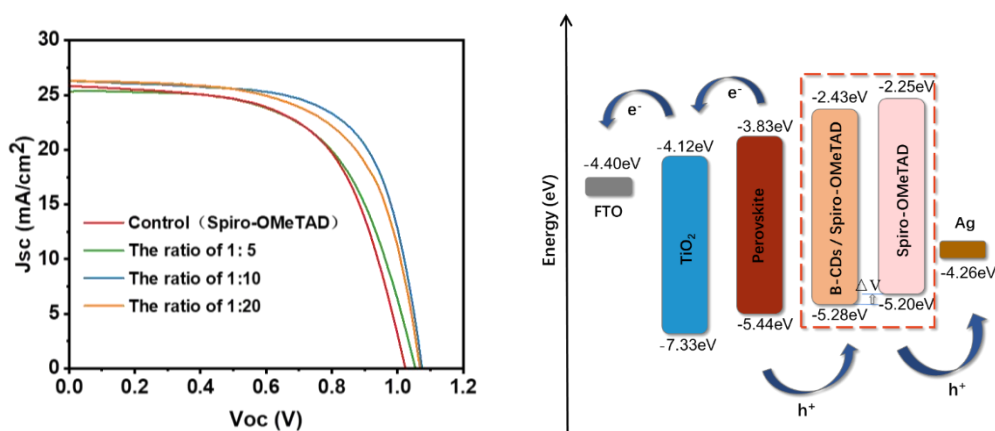 30
25
20
15
10
5
0
Jsc (mA/cm²)
Control（Spiro-OMeTAD）
The ratio of 1: 5
The ratio of 1:10
The ratio of 1:20
0.0 0.2 0.4 0.6 0.8 1.0 1.2
Voc (V)
Energy (eV)
e⁻
e⁻
-4.40eV
FTO
-4.12eV
TiO₂
-7.33eV
-3.83eV
Perovskite
-5.44eV
-2.43eV
B-CDs / Spiro-OMeTAD
-5.28eV
-2.25eV
Spiro-OMeTAD
△ V
-5.20eV
Ag
-4.26eV
h⁺
h⁺